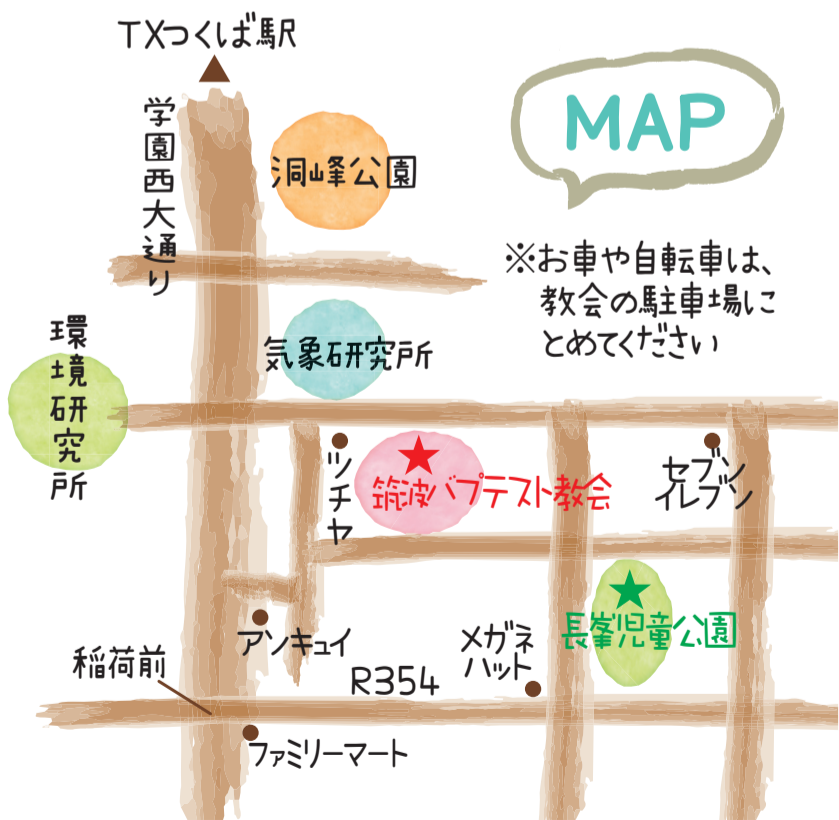 TXつくば駅
学園西大通り
洞峰公園
MAP
※お車や自転車は、
教会の駐車場に
とめてください
環境研究所
気象研究所
ツチヤ
筑波バプテスト教会
セブン
イレブン
長峯児童公園
アンキュイ
メガネ
ハット
稲荷前
R354
ファミリーマート